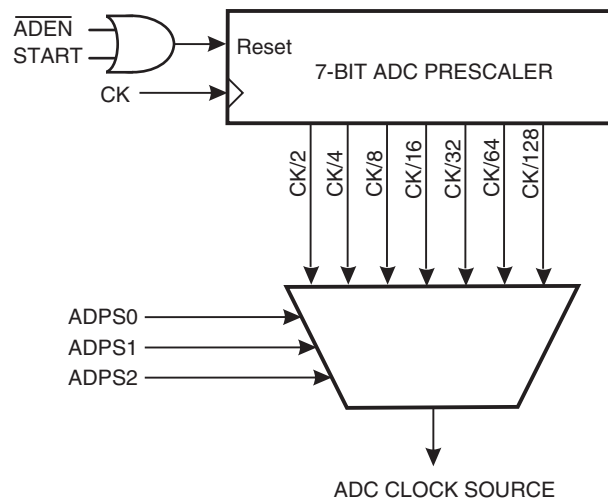 ADEN
START
Reset
7-BIT ADC PRESCALER
CK
CK/2
CK/4
CK/8
CK/16
CK/32
CK/64
CK/128
ADPS0
ADPS1
ADPS2
ADC CLOCK SOURCE